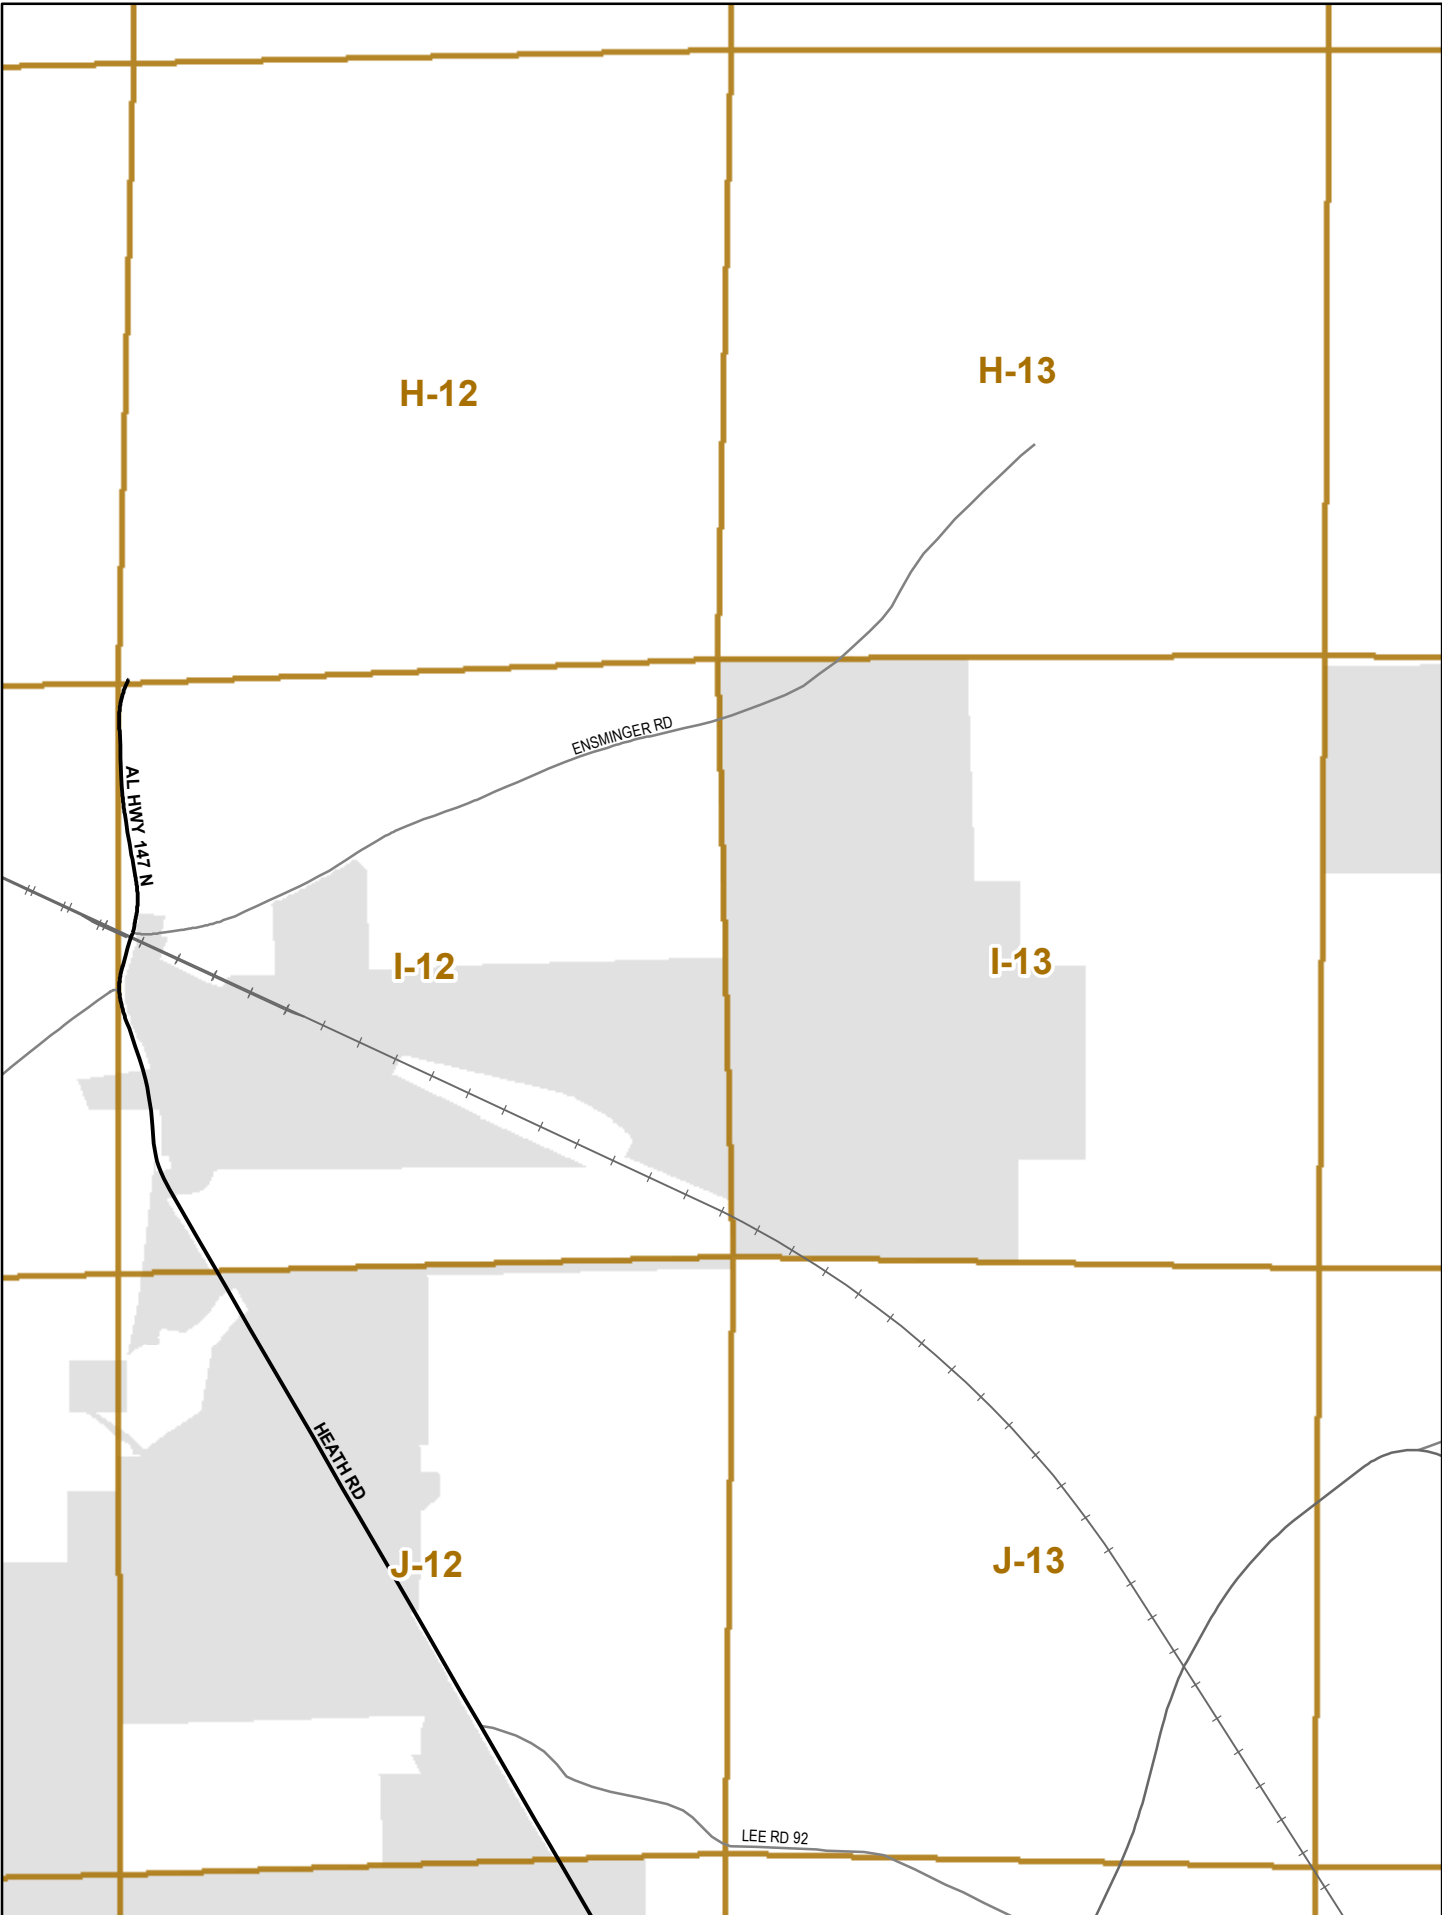 H-12
H-13
ENSMINGER RD
AL HWY 147 N
I-12
I-13
HEATH RD
J-12
J-13
LEE RD 92